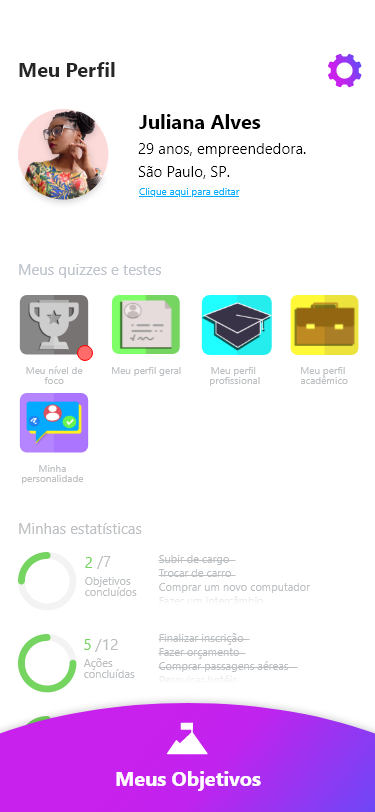 Meu Perfil
Juliana Alves
29 anos, empreendedora.
São Paulo, SP.
Clique aqui para editar
Meus quizzes e testes
Meu nível de
foco
Meu perfil geral
Meu perfil
profissional
Meu perfil
acadêmico
Minha
personalidade
Minhas estatísticas
2 /7
Objetivos
concluídos
Subir de cargo
Trocar de carro
Comprar um novo computador
Fazer um intercâmbio
5 /12
Ações
concluídas
Finalizar inscrição
Fazer orçamento
Comprar passagens aéreas
Pesquisar hotéis
Meus Objetivos